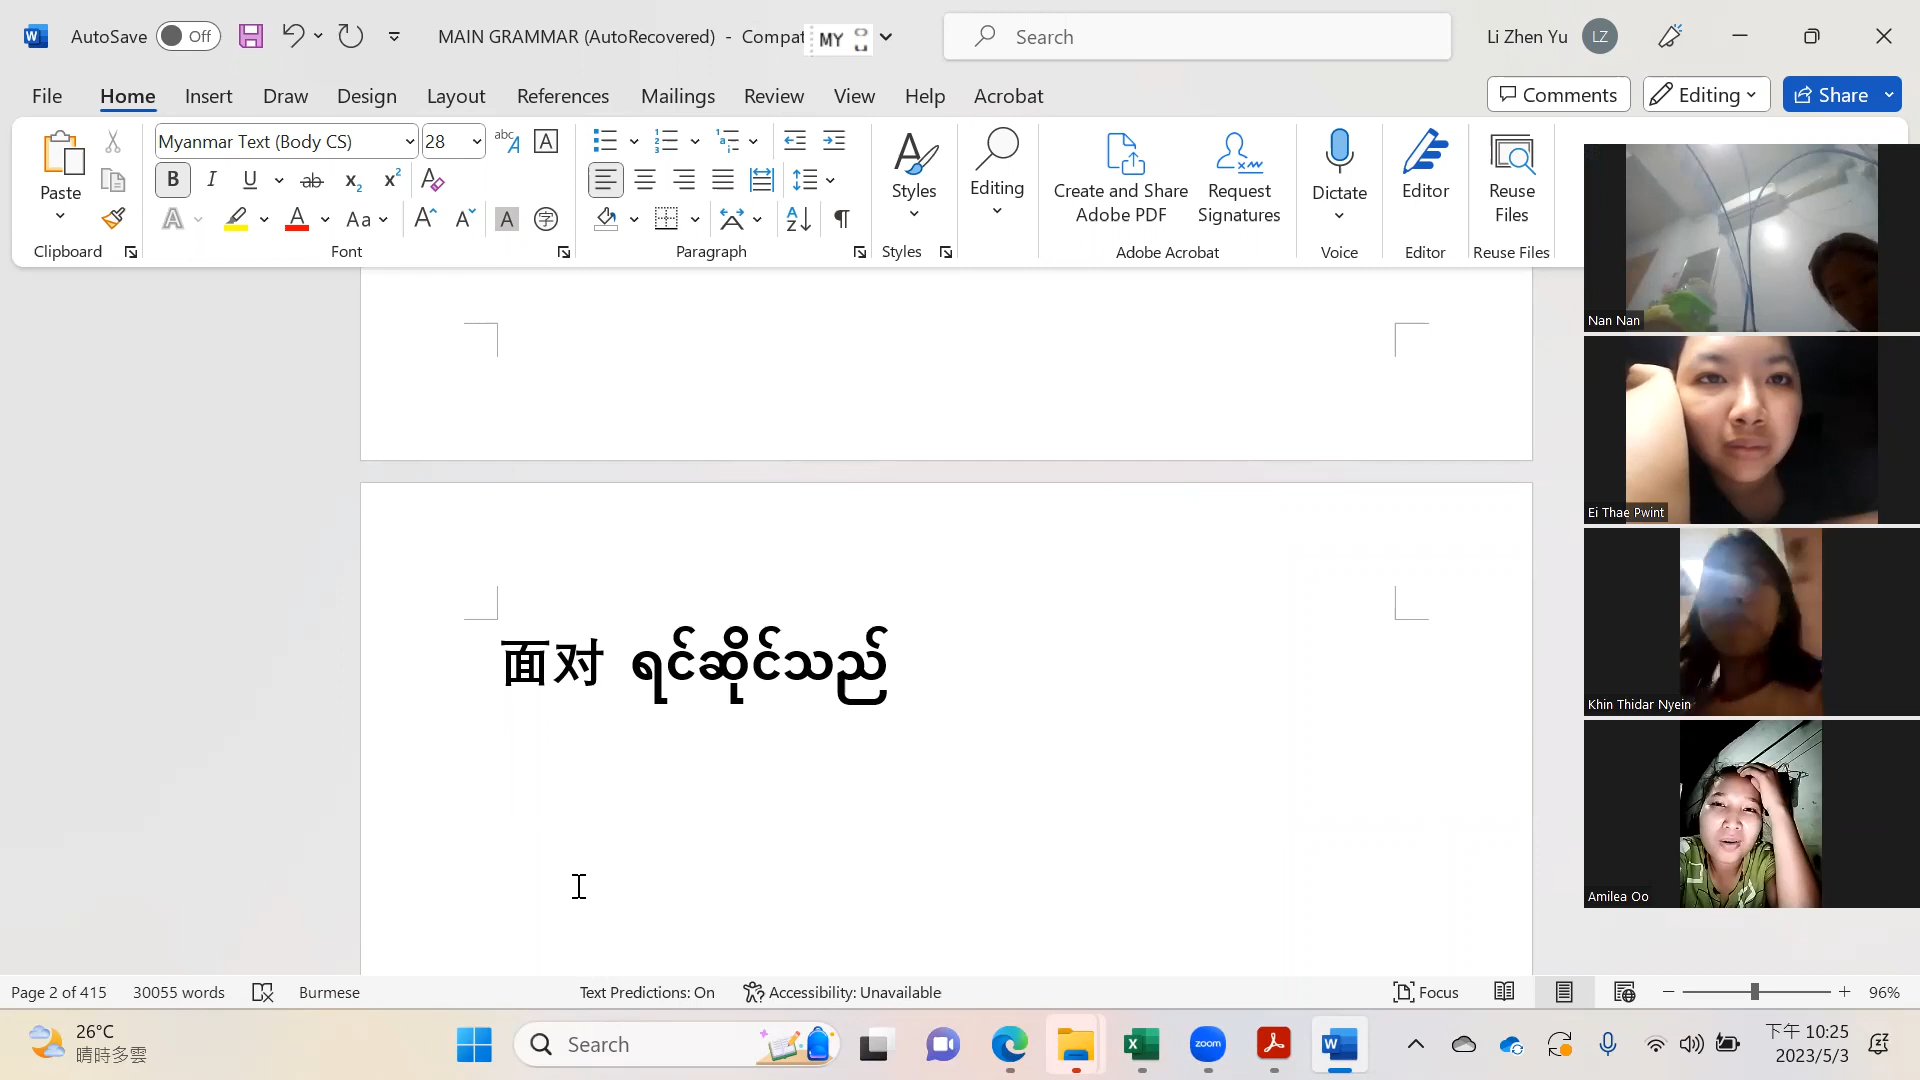 AutoSave Off MAIN GRAMMAR (AutoRecovered) - Compat MY Search Li Zhen Yu LZ
File Home Insert Draw Design Layout References Mailings Review View Help Acrobat Comments Editing Share
Myanmar Text (Body CS) 28
Paste Styles Editing Create and Share Adobe PDF Request Signatures Dictate Editor Reuse Files
Clipboard Font Paragraph Styles Adobe Acrobat Voice Editor Reuse Files
Nan Nan
Ei Thae Pwint
面对 ရင်ဆိုင်သည်
Khin Thidar Nyein
Amilea Oo
Page 2 of 415 30055 words Burmese Text Predictions: On Accessibility: Unavailable Focus 96%
26°C
晴時多雲
Search
zoom
下午 10:25
2023/5/3